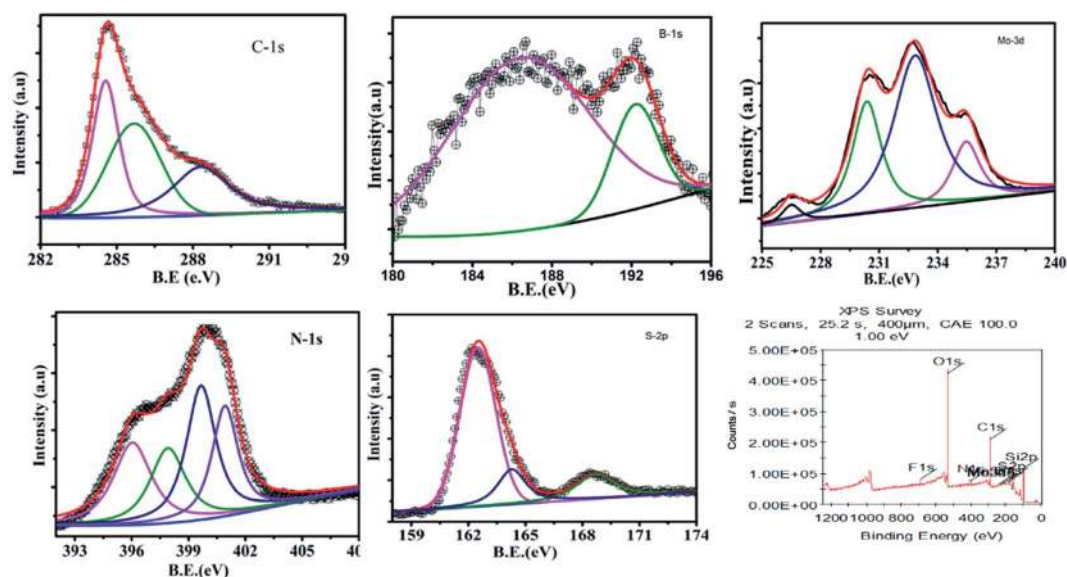 C-1s
Intensity (a.u)
282 285 288 291 29
B.E (e.V)
B-1s
Intensity(a.u)
180 184 188 192 196
B.E.(eV)
Mo-3d
Intensity (a.u)
225 228 231 234 237 240
B.E.(eV)
N-1s
Intensity (a.u)
393 396 399 402 405 40
B.E.(eV)
S-2p
Intensity (a.u)
159 162 165 168 171 174
B.E.(eV)
XPS Survey
2 Scans, 25.2 s, 400µm, CAE 100.0
1.00 eV
5.00E+05
4.00E+05
3.00E+05
2.00E+05
1.00E+05
0.00E+00
Counts / s
O1s
C1s
Si2p
F1s
1200 1000 800 600 400 200 0
Binding Energy (eV)